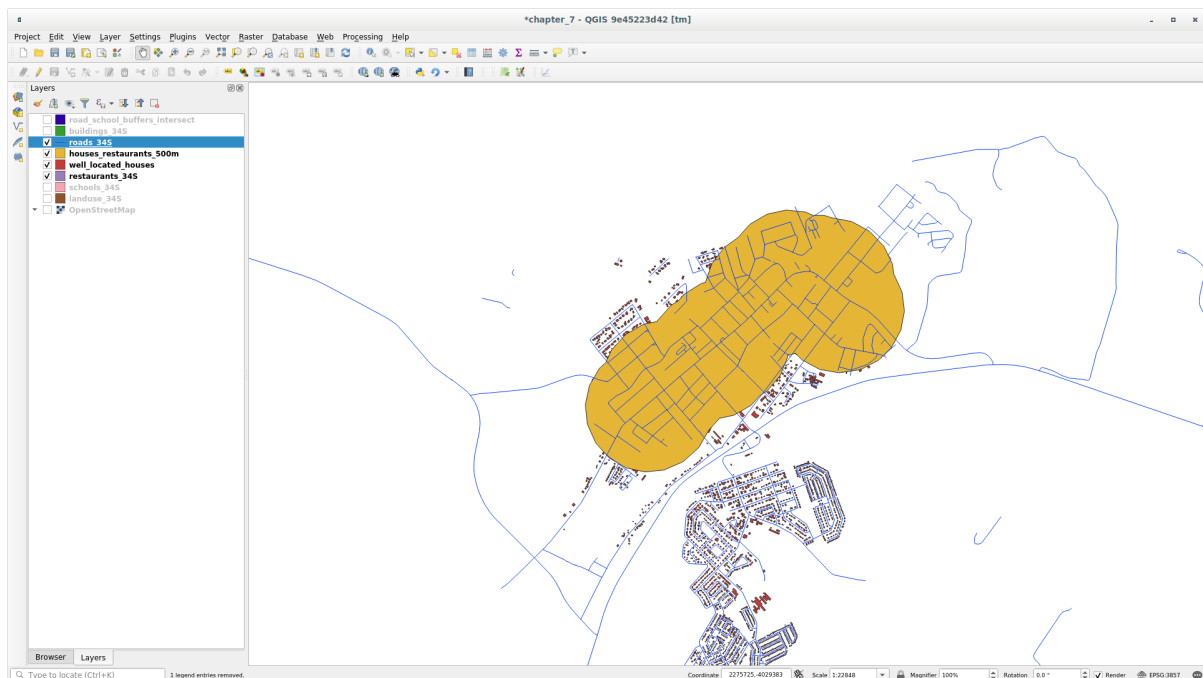 *chapter_7 - QGIS 9e45223d42 [tm]
Project Edit View Layer Settings Plugins Vector Raster Database Web Processing Help
Layers
road_school_buffers_intersect
buildings_34S
roads_34S
houses_restaurants_500m
well_located_houses
restaurants_34S
schools_34S
landuse_34S
OpenStreetMap
Browser Layers
Type to locate (Ctrl+K) 1 legend entries removed. Coordinate 2275725,-4029383 Scale 1:22848 Magnifier 100% Rotation 0.0 ° Render EPSG:3857